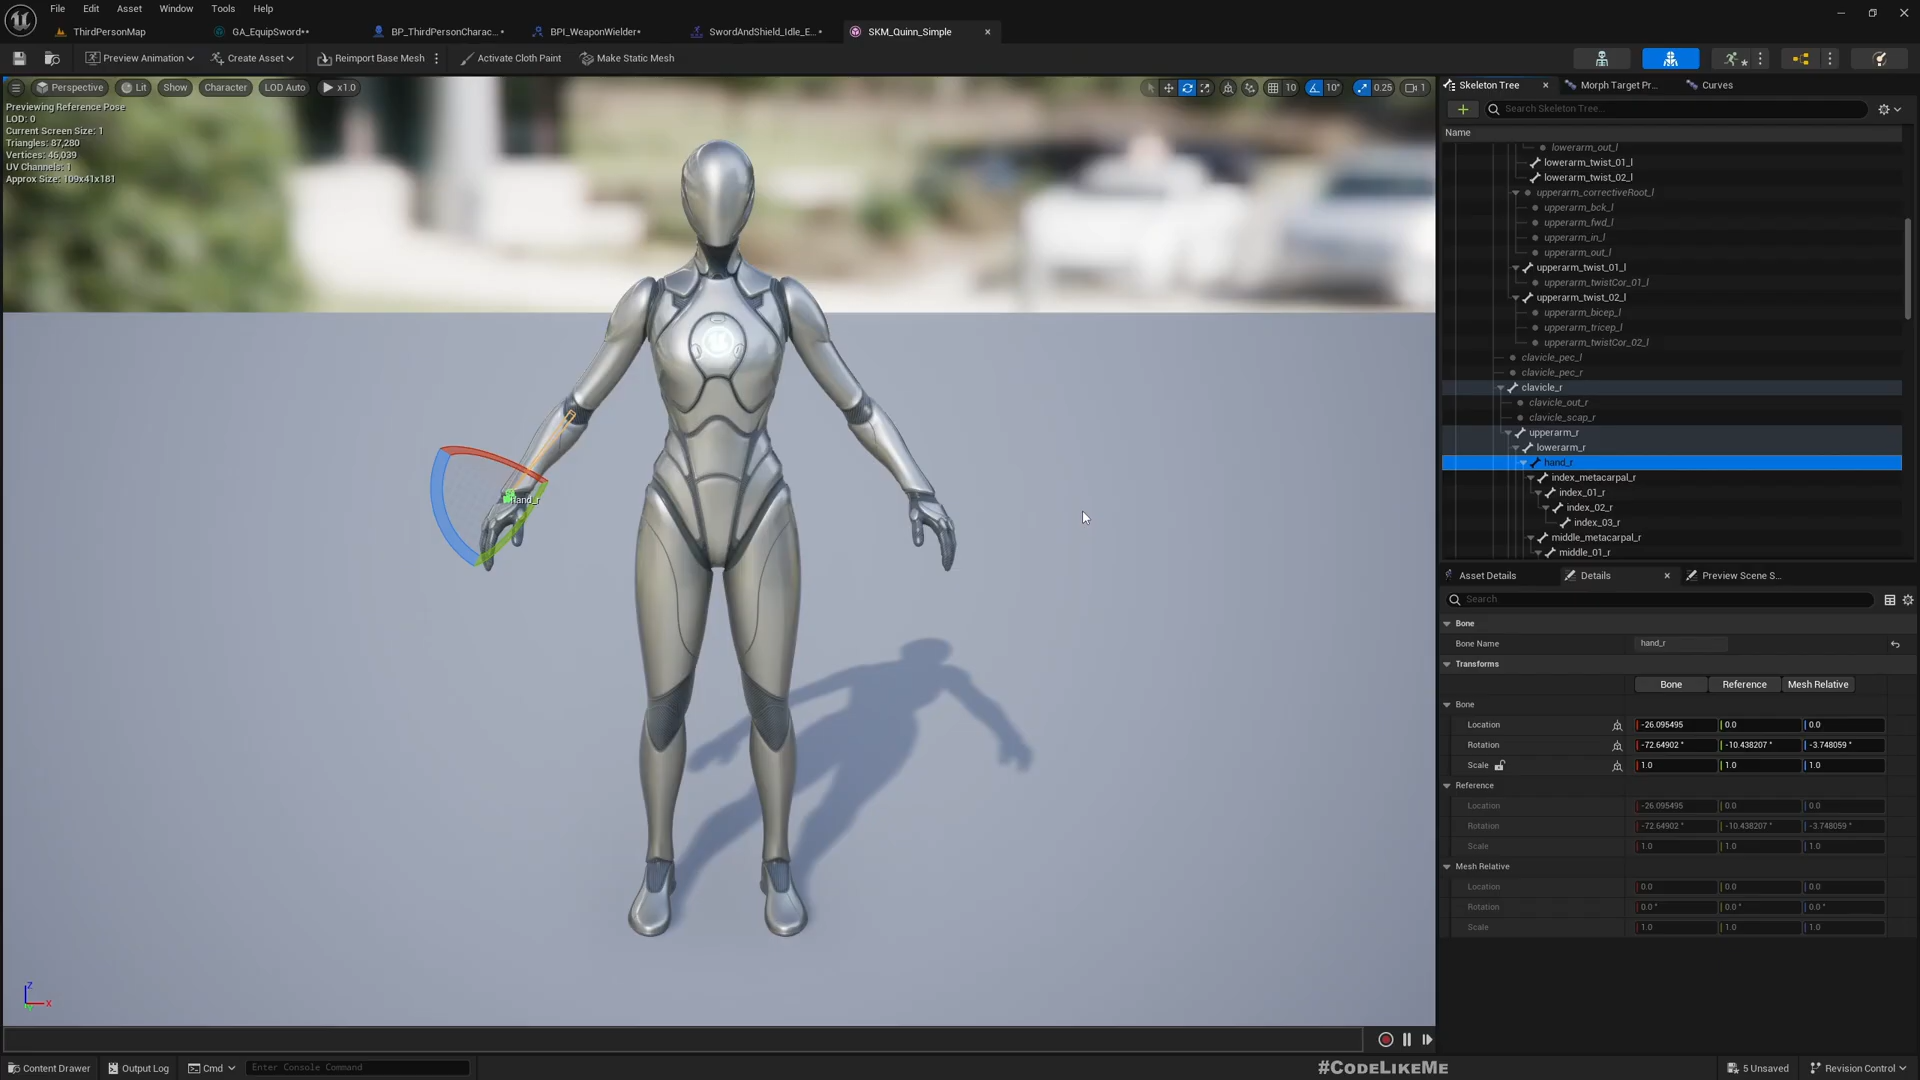 File Edit Asset Window Tools Help
ThirdPersonMap GA_EquipSword•• BP_ThirdPersonCharac...• BPI_WeaponWielder• SwordAndShield_Idle_E...• SKM_Quinn_Simple
Preview Animation Create Asset Reimport Base Mesh Activate Cloth Paint Make Static Mesh
Perspective Lit Show Character LOD Auto x1.0 10 10° 0.25 1
Previewing Reference Pose
LOD: 0
Current Screen Size: 1
Triangles: 87,280
Vertices: 46,039
UV Channels: 1
Approx Size: 109x41x181
hand_r
Z
X
Skeleton Tree Morph Target Pr... Curves
Search Skeleton Tree...
Name
lowerarm_out_l
lowerarm_twist_01_l
lowerarm_twist_02_l
upperarm_correctiveRoot_l
upperarm_bck_l
upperarm_fwd_l
upperarm_in_l
upperarm_out_l
upperarm_twist_01_l
upperarm_twistCor_01_l
upperarm_twist_02_l
upperarm_bicep_l
upperarm_tricep_l
upperarm_twistCor_02_l
clavicle_pec_l
clavicle_pec_r
clavicle_r
clavicle_out_r
clavicle_scap_r
upperarm_r
lowerarm_r
hand_r
index_metacarpal_r
index_01_r
index_02_r
index_03_r
middle_metacarpal_r
middle_01_r
Asset Details Details Preview Scene S...
Search
Bone
Bone Name hand_r
Transforms
Bone Reference Mesh Relative
Bone
Location -26.095495 0.0 0.0
Rotation -72.64902 ° -10.438207 ° -3.748059 °
Scale 1.0 1.0 1.0
Reference
Location -26.095495 0.0 0.0
Rotation -72.64902 ° -10.438207 ° -3.748059 °
Scale 1.0 1.0 1.0
Mesh Relative
Location 0.0 0.0 0.0
Rotation 0.0 ° 0.0 ° 0.0 °
Scale 1.0 1.0 1.0
Content Drawer Output Log Cmd Enter Console Command #CODELIKEME 5 Unsaved Revision Control